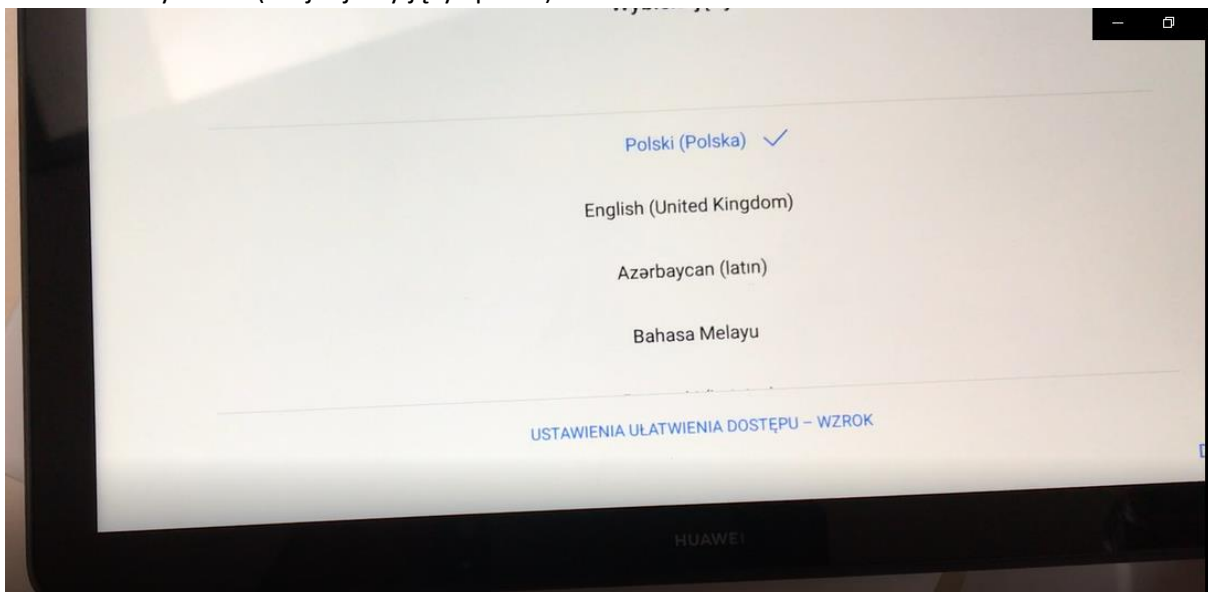 Polski (Polska)
English (United Kingdom)
Azərbaycan (latın)
Bahasa Melayu
USTAWIENIA UŁATWIENIA DOSTĘPU – WZROK
HUAWEI